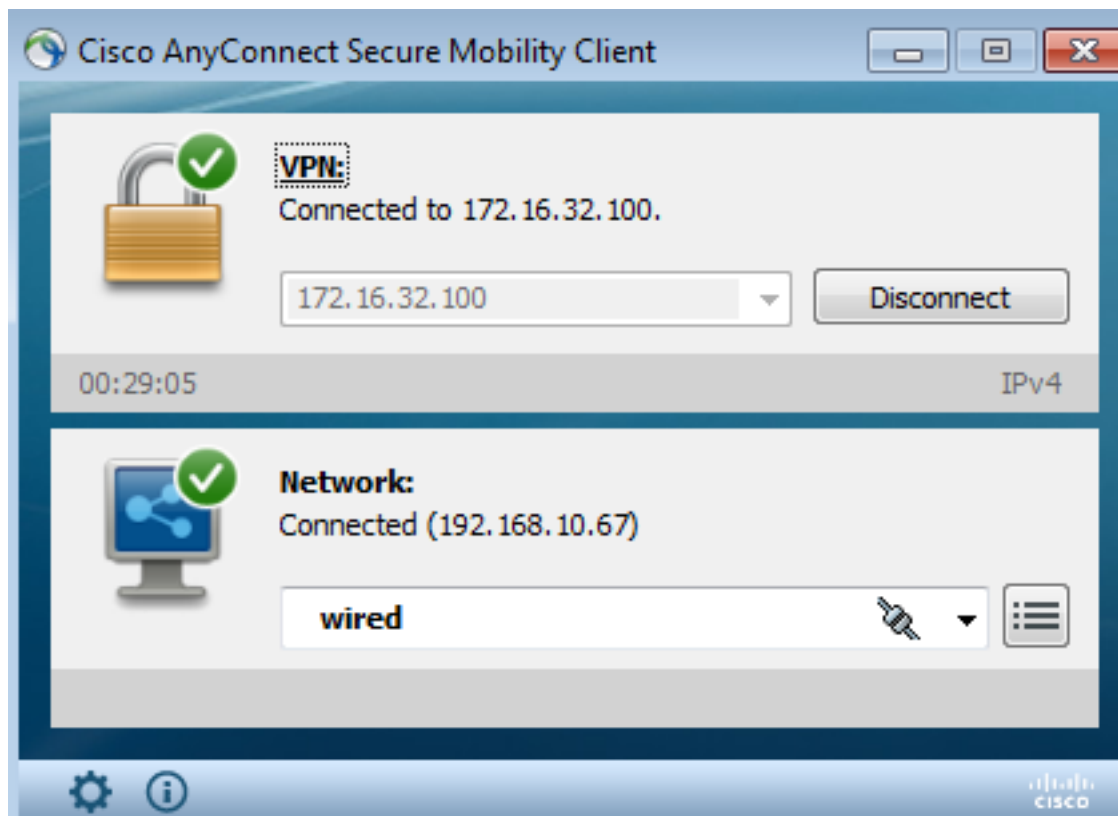 Cisco AnyConnect Secure Mobility Client
VPN:
Connected to 172.16.32.100.
172.16.32.100
Disconnect
00:29:05
IPv4
Network:
Connected (192.168.10.67)
wired
CISCO